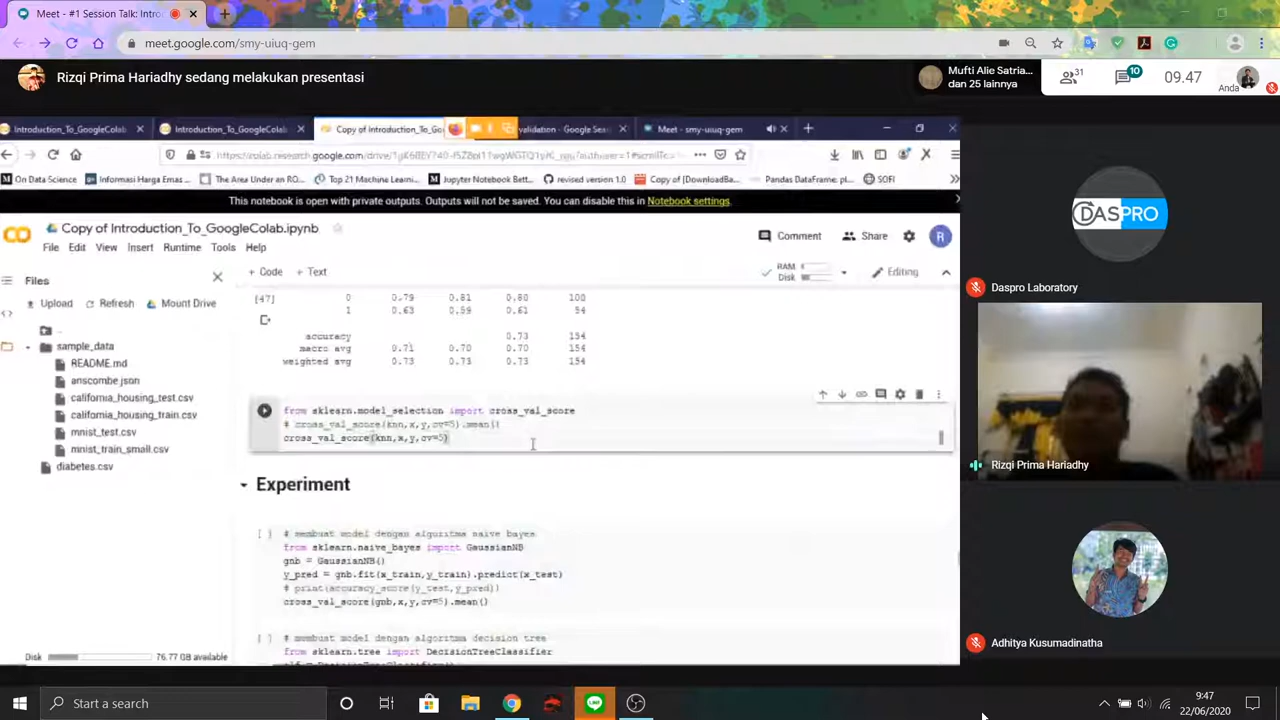 Meet - #1 Session Talk: Intro
meet.google.com/smy-uiuq-gem
Rizqi Prima Hariadhy sedang melakukan presentasi
Mufti Alie Satria...
dan 25 lainnya
31
10
09.47
Anda
Introduction_To_GoogleColab
Introduction_To_GoogleColab
Copy of Introduction_To_Go
validation - Google Sea
Meet - smy-uiuq-gem
On Data Science
Informasi Harga Emas ...
The Area Under an RO...
Top 21 Machine Learni...
Jupyter Notebook Bett...
revised version 1.0
Copy of [DownloadBa...
Pandas DataFrame: pl...
SOFI
This notebook is open with private outputs. Outputs will not be saved. You can disable this in Notebook settings.
Copy of Introduction_To_GoogleColab.ipynb
File Edit View Insert Runtime Tools Help
Comment
Share
R
+ Code + Text
RAM
Disk
Editing
Files
Upload Refresh Mount Drive
..
sample_data
README.md
anscombe.json
california_housing_test.csv
california_housing_train.csv
mnist_test.csv
mnist_train_small.csv
diabetes.csv
Disk 76.77 GB available
[47] 0 0.79 0.81 0.80 100
1 0.63 0.59 0.61 54
accuracy 0.73 154
macro avg 0.71 0.70 0.70 154
weighted avg 0.73 0.73 0.73 154
from sklearn.model_selection import cross_val_score
# cross_val_score(knn,x,y,cv=5).mean()
cross_val_score(knn,x,y,cv=5)
Experiment
[ ] # membuat model dengan algoritma naive bayes
from sklearn.naive_bayes import GaussianNB
gnb = GaussianNB()
y_pred = gnb.fit(x_train,y_train).predict(x_test)
# print(accuracy_score(y_test,y_pred))
cross_val_score(gnb,x,y,cv=5).mean()
[ ] # membuat model dengan algoritma decision tree
from sklearn.tree import DecisionTreeClassifier
DASPRO
Daspro Laboratory
Rizqi Prima Hariadhy
Adhitya Kusumadinatha
Type here to search
9:47
22/06/2020